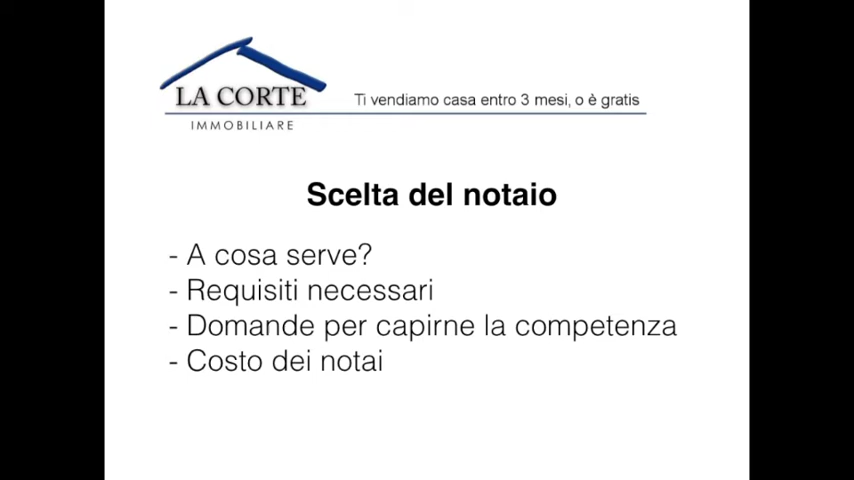 LA CORTE
IMMOBILIARE
Ti vendiamo casa entro 3 mesi, o è gratis
Scelta del notaio
- A cosa serve?
- Requisiti necessari
- Domande per capirne la competenza
- Costo dei notai